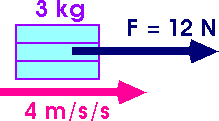 3 kg
F = 12 N
4 m/s/s